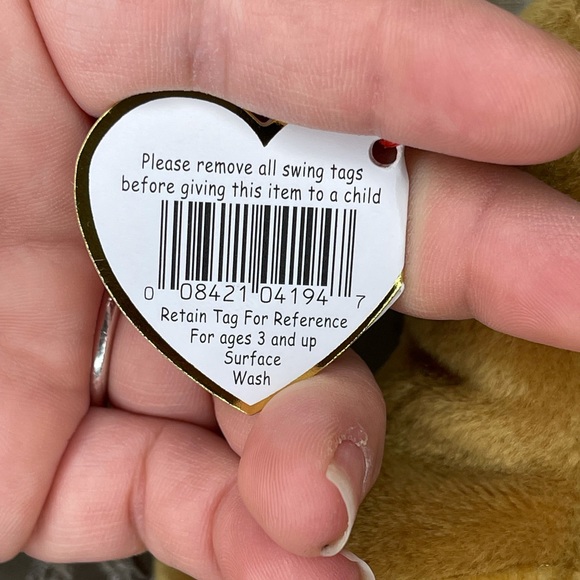 Please remove all swing tags
before giving this item to a child
0 08421 04194 7
Retain Tag For Reference
For ages 3 and up
Surface
Wash